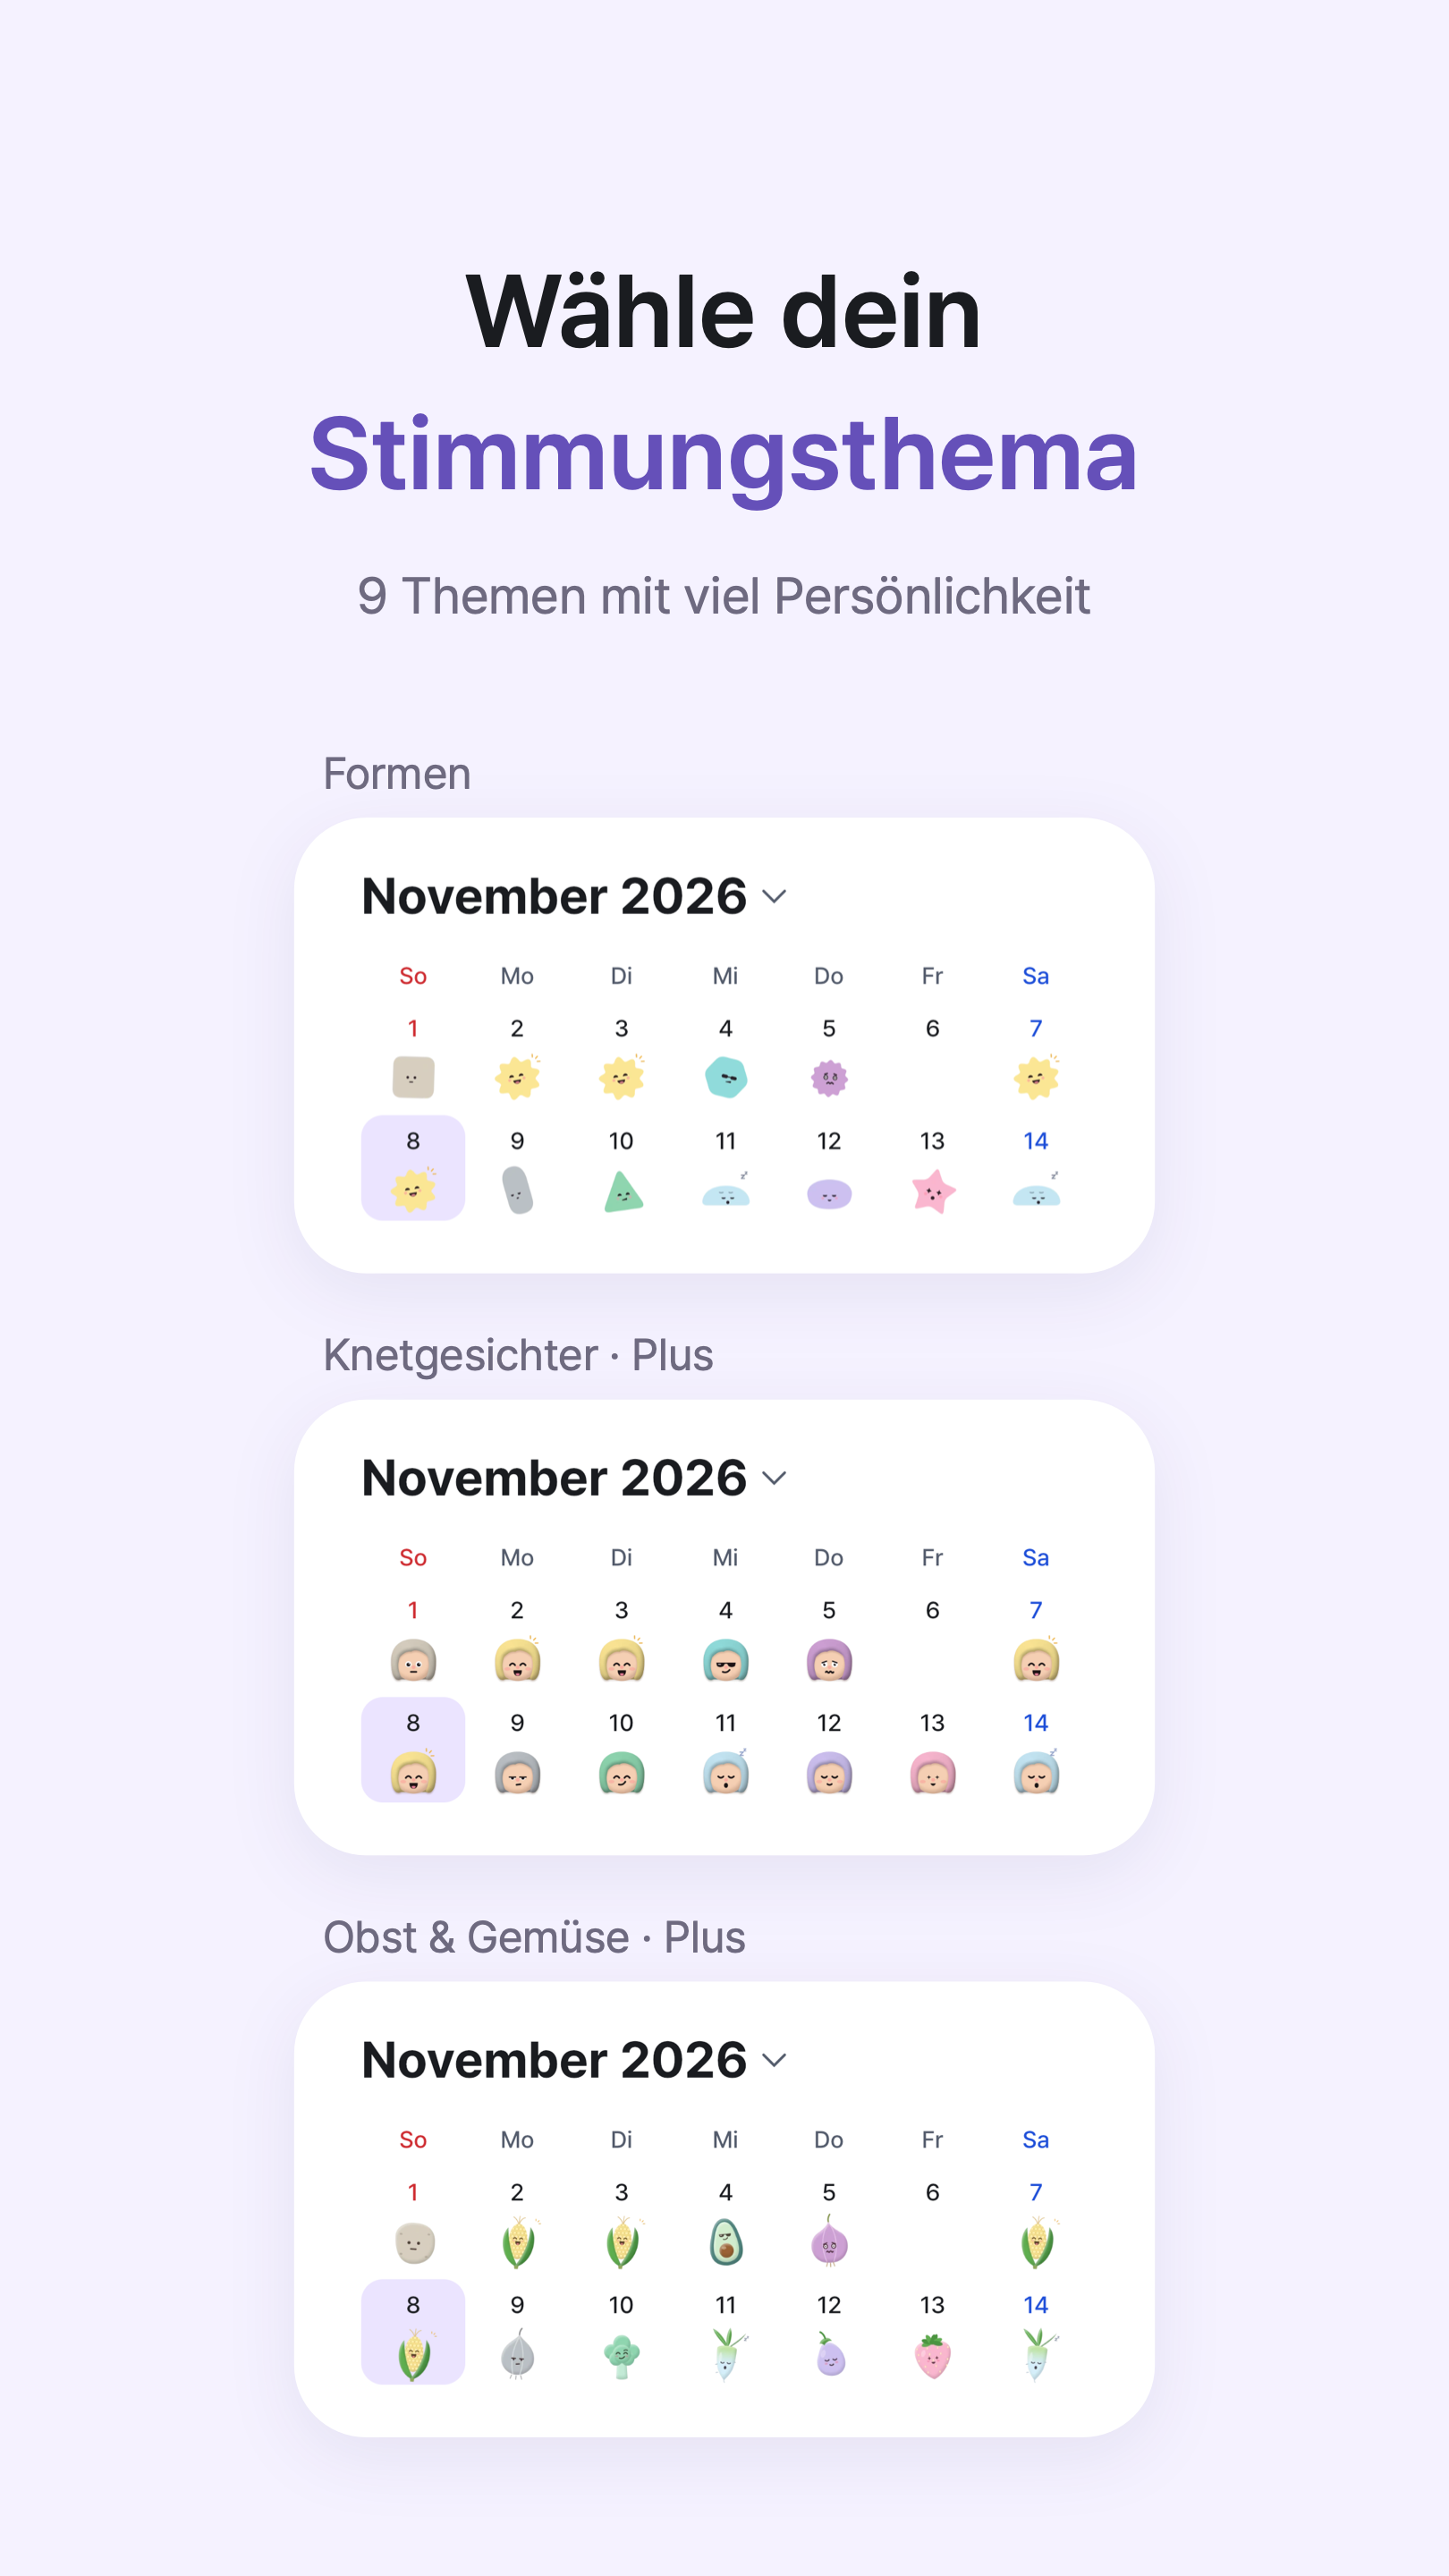 Wähle dein
Stimmungsthema
9 Themen mit viel Persönlichkeit
Formen
November 2026
So Mo Di Mi Do Fr Sa
1 2 3 4 5 6 7
8 9 10 11 12 13 14
Knetgesichter · Plus
November 2026
So Mo Di Mi Do Fr Sa
1 2 3 4 5 6 7
8 9 10 11 12 13 14
Obst & Gemüse · Plus
November 2026
So Mo Di Mi Do Fr Sa
1 2 3 4 5 6 7
8 9 10 11 12 13 14